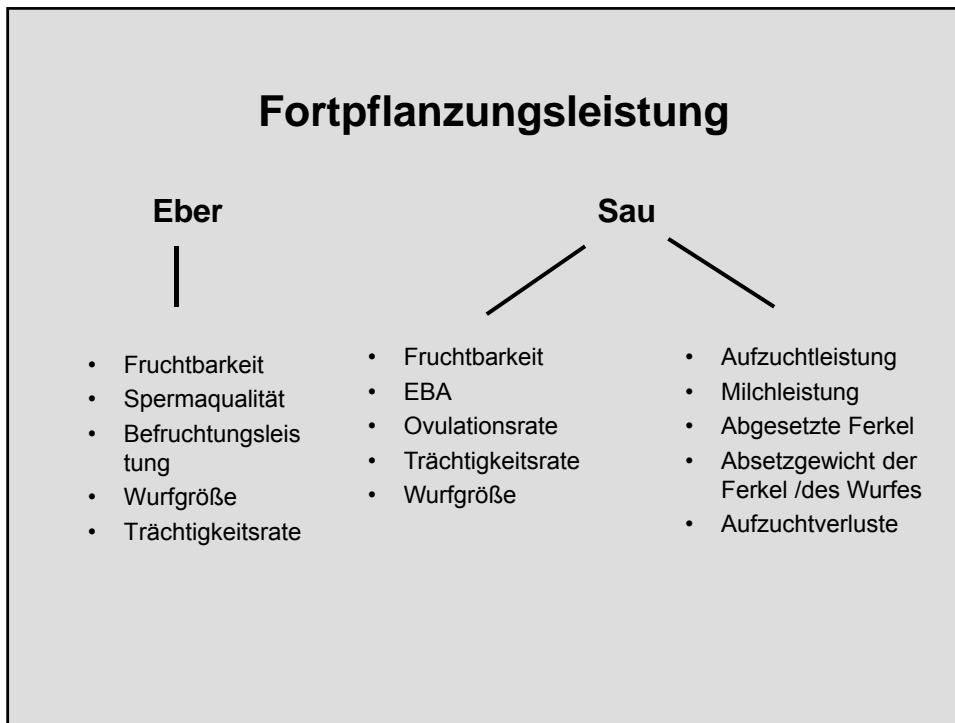 Fortpflanzungsleistung
Eber
• Fruchtbarkeit
• Spermaqualität
• Befruchtungsleis
tung
• Wurfgröße
• Trächtigkeitsrate
Sau
• Fruchtbarkeit
• EBA
• Ovulationsrate
• Trächtigkeitsrate
• Wurfgröße
• Aufzuchtleistung
• Milchleistung
• Abgesetzte Ferkel
• Absetzgewicht der
Ferkel /des Wurfes
• Aufzuchtverluste